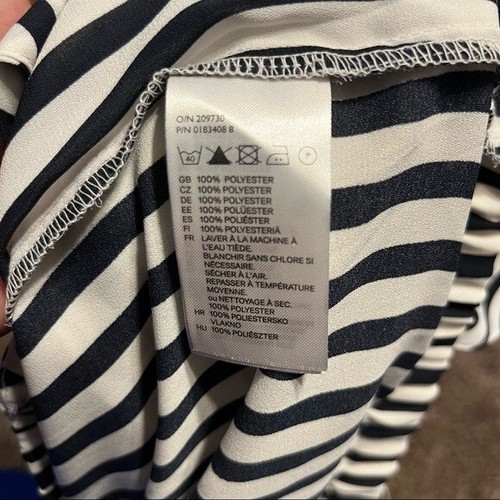 O/N 209730
P/N 0183408 B
40 P
GB 100% POLYESTER
CZ 100% POLYESTER
DE 100% POLYESTER
EE 100% POLÜESTER
ES 100% POLIÉSTER
FI 100% POLYESTERIÄ
FR LAVER À LA MACHINE À
L'EAU TIÈDE.
BLANCHIR SANS CHLORE SI
NÉCESSAIRE.
SÉCHER À L'AIR.
REPASSER À TEMPÉRATURE
MOYENNE.
ou NETTOYAGE À SEC.
100% POLYESTER
HR 100% POLIESTERSKO
VLAKNO
HU 100% POLIÉSZTER